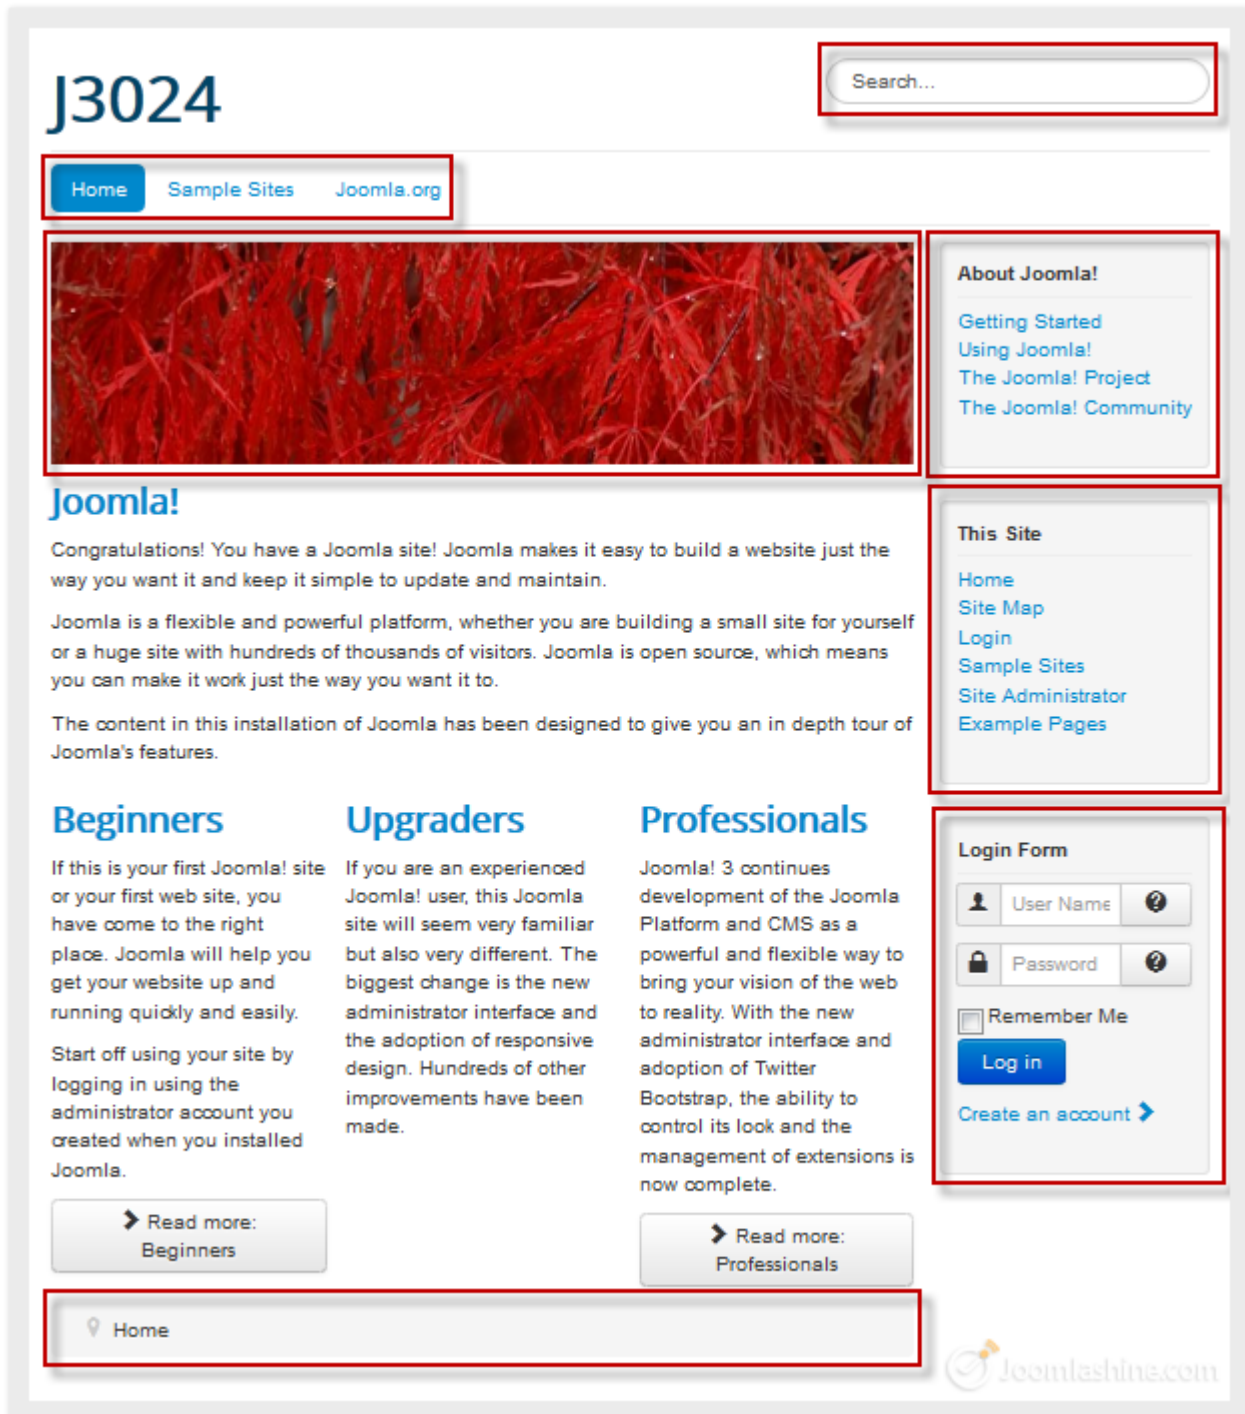 J3024
Search...
Home
Sample Sites
Joomla.org
About Joomla!
Getting Started
Using Joomla!
The Joomla! Project
The Joomla! Community
Joomla!
Congratulations! You have a Joomla site! Joomla makes it easy to build a website just the
way you want it and keep it simple to update and maintain.
Joomla is a flexible and powerful platform, whether you are building a small site for yourself
or a huge site with hundreds of thousands of visitors. Joomla is open source, which means
you can make it work just the way you want it to.
The content in this installation of Joomla has been designed to give you an in depth tour of
Joomla's features.
This Site
Home
Site Map
Login
Sample Sites
Site Administrator
Example Pages
Beginners
If this is your first Joomla! site
or your first web site, you
have come to the right
place. Joomla will help you
get your website up and
running quickly and easily.
Start off using your site by
logging in using the
administrator account you
created when you installed
Joomla.
Read more:
Beginners
Upgraders
If you are an experienced
Joomla! user, this Joomla
site will seem very familiar
but also very different. The
biggest change is the new
administrator interface and
the adoption of responsive
design. Hundreds of other
improvements have been
made.
Professionals
Joomla! 3 continues
development of the Joomla
Platform and CMS as a
powerful and flexible way to
bring your vision of the web
to reality. With the new
administrator interface and
adoption of Twitter
Bootstrap, the ability to
control its look and the
management of extensions is
now complete.
Read more:
Professionals
Login Form
User Name
Password
Remember Me
Log in
Create an account
Home
Joomlashine.com